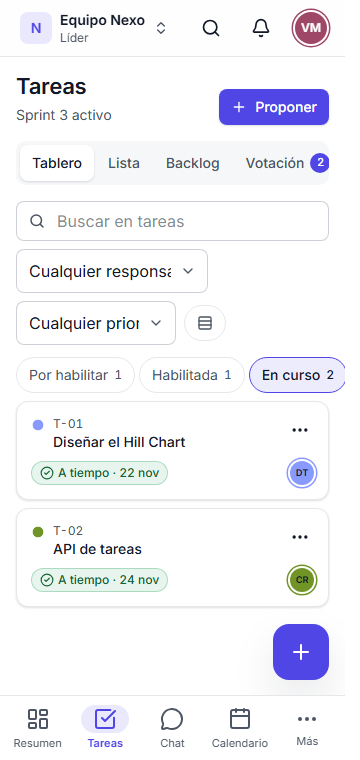 N
Equipo Nexo
Líder
VM
Tareas
Sprint 3 activo
Proponer
Tablero Lista Backlog Votación 2
Buscar en tareas
Cualquier responsa
Cualquier prior
Por habilitar 1 Habilitada 1 En curso 2
T-01
Diseñar el Hill Chart
A tiempo · 22 nov
DT
T-02
API de tareas
A tiempo · 24 nov
CR
Resumen Tareas Chat Calendario Más